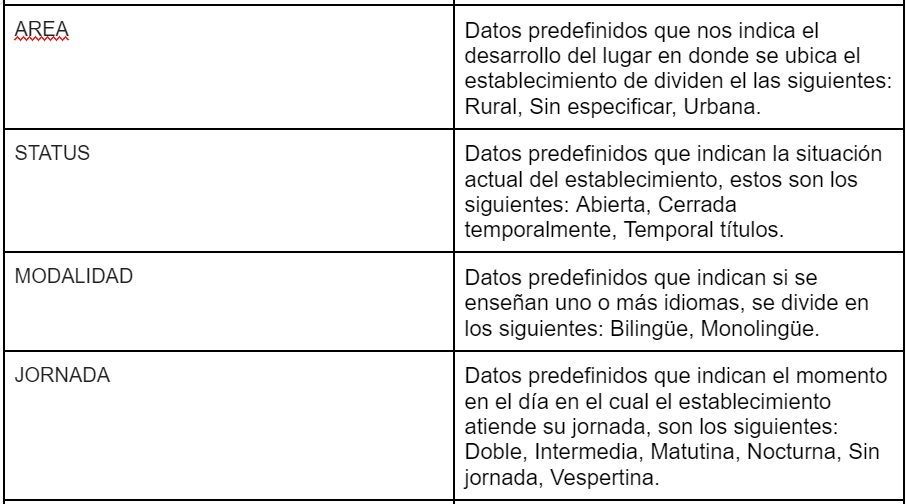 AREA
Datos predefinidos que nos indica el
desarrollo del lugar en donde se ubica el
establecimiento de dividen el las siguientes:
Rural, Sin especificar, Urbana.
STATUS
Datos predefinidos que indican la situación
actual del establecimiento, estos son los
siguientes: Abierta, Cerrada
temporalmente, Temporal títulos.
MODALIDAD
Datos predefinidos que indican si se
enseñan uno o más idiomas, se divide en
los siguientes: Bilingüe, Monolingüe.
JORNADA
Datos predefinidos que indican el momento
en el día en el cual el establecimiento
atiende su jornada, son los siguientes:
Doble, Intermedia, Matutina, Nocturna, Sin
jornada, Vespertina.